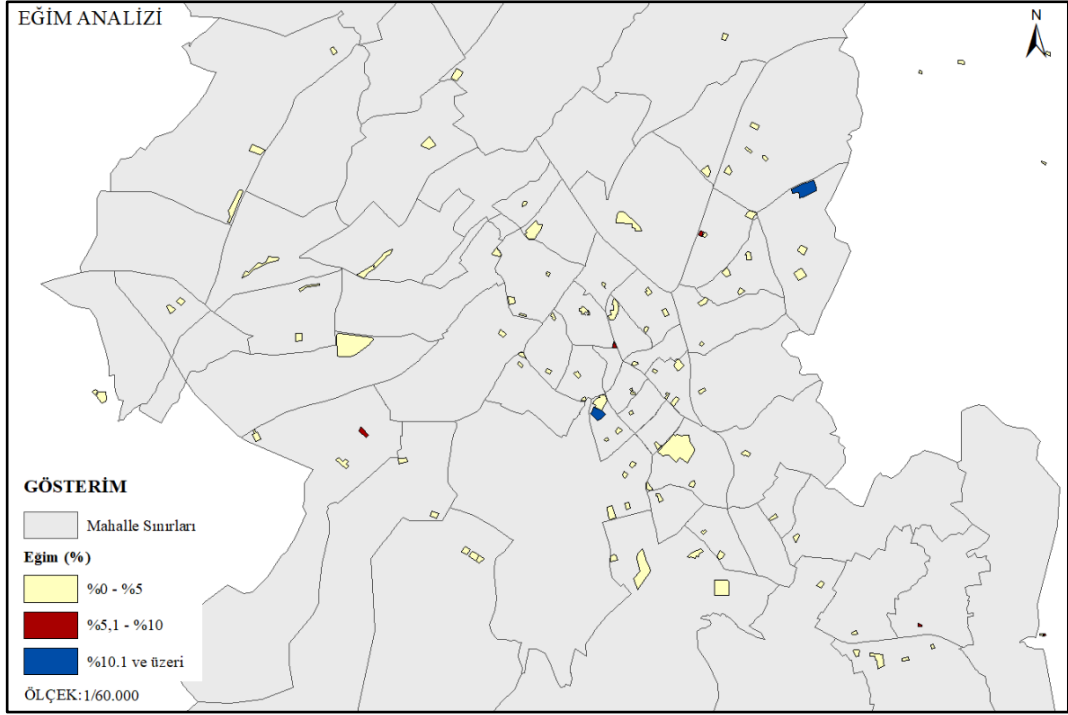 EĞİM ANALİZİ
N
GÖSTERİM
Mahalle Sınırları
Eğim (%)
%0 - %5
%5,1 - %10
%10.1 ve üzeri
ÖLÇEK:1/60.000